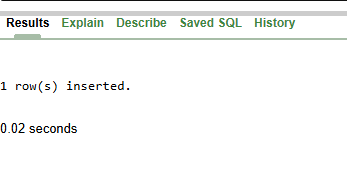 Results Explain Describe Saved SQL History
1 row(s) inserted.
0.02 seconds